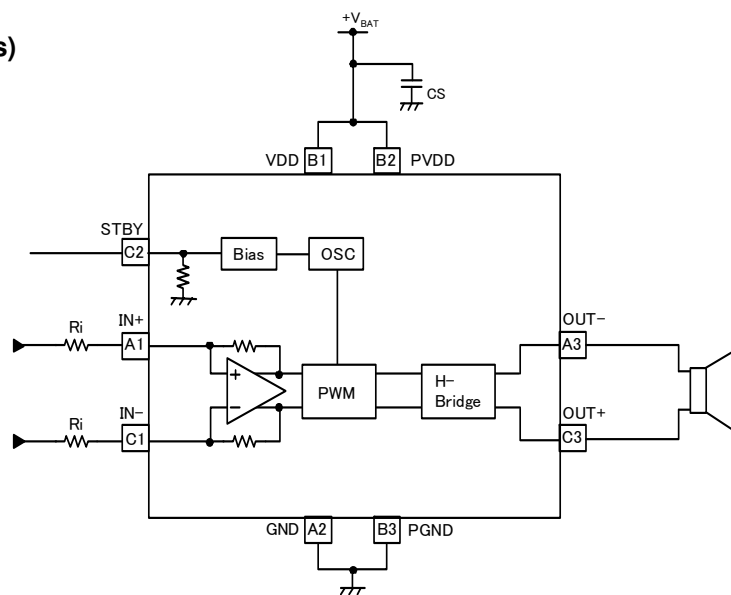 s)
+VBAT
CS
VDD B1 B2 PVDD
STBY
C2
Bias
OSC
Ri
IN+
A1
+
PWM
H-
Bridge
OUT-
A3
Ri
IN-
C1
-
OUT+
C3
GND A2 B3 PGND